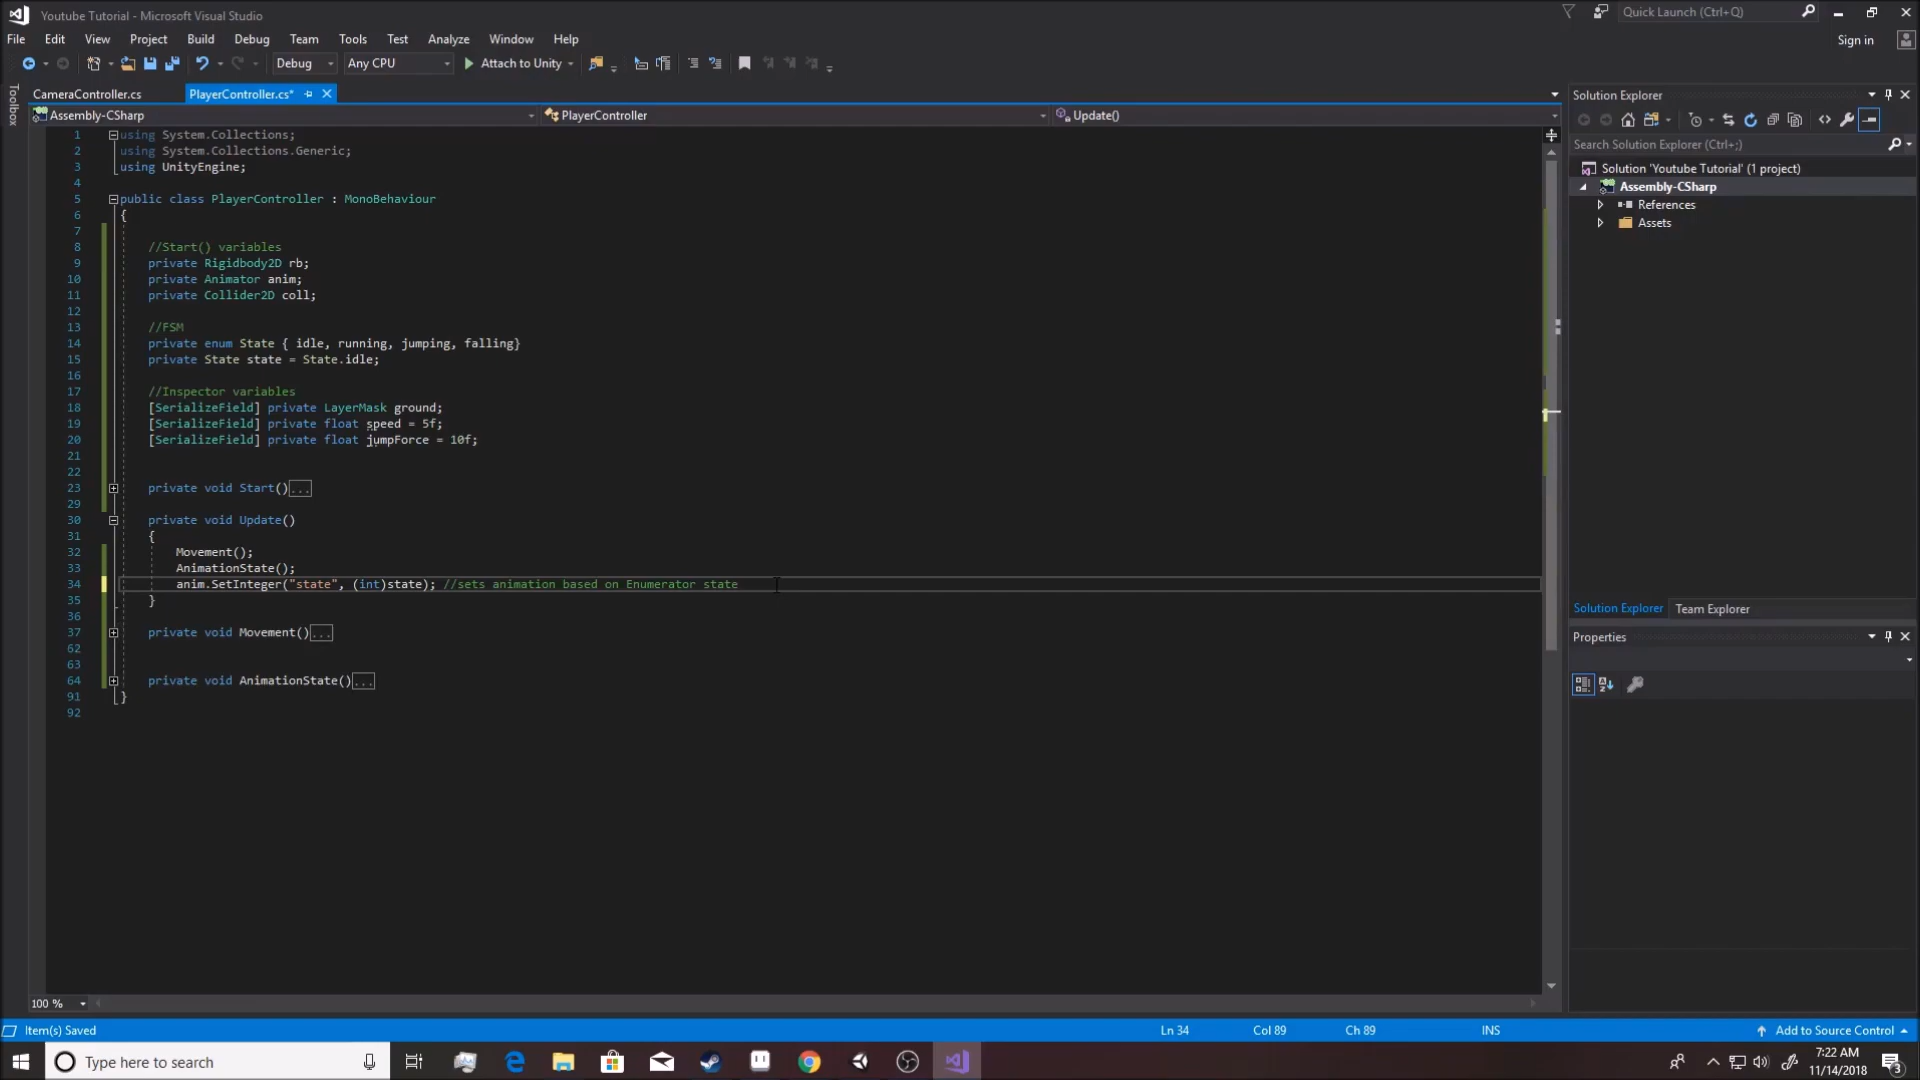 Youtube Tutorial - Microsoft Visual Studio
Quick Launch (Ctrl+Q)
File Edit View Project Build Debug Team Tools Test Analyze Window Help
Sign in
Debug Any CPU Attach to Unity
Toolbox
CameraController.cs PlayerController.cs*
Assembly-CSharp PlayerController Update()
1 using System.Collections;
2 using System.Collections.Generic;
3 using UnityEngine;
4
5 public class PlayerController : MonoBehaviour
6 {
7
8 //Start() variables
9 private Rigidbody2D rb;
10 private Animator anim;
11 private Collider2D coll;
12
13 //FSM
14 private enum State { idle, running, jumping, falling}
15 private State state = State.idle;
16
17 //Inspector variables
18 [SerializeField] private LayerMask ground;
19 [SerializeField] private float speed = 5f;
20 [SerializeField] private float jumpForce = 10f;
21
22
23 private void Start()...
29
30 private void Update()
31 {
32 Movement();
33 AnimationState();
34 anim.SetInteger("state", (int)state); //sets animation based on Enumerator state
35 }
36
37 private void Movement()...
62
63
64 private void AnimationState()...
91 }
92
100 %
Solution Explorer
Search Solution Explorer (Ctrl+;)
Solution 'Youtube Tutorial' (1 project)
Assembly-CSharp
References
Assets
Solution Explorer Team Explorer
Properties
Item(s) Saved Ln 34 Col 89 Ch 89 INS Add to Source Control
Type here to search
7:22 AM
11/14/2018
3